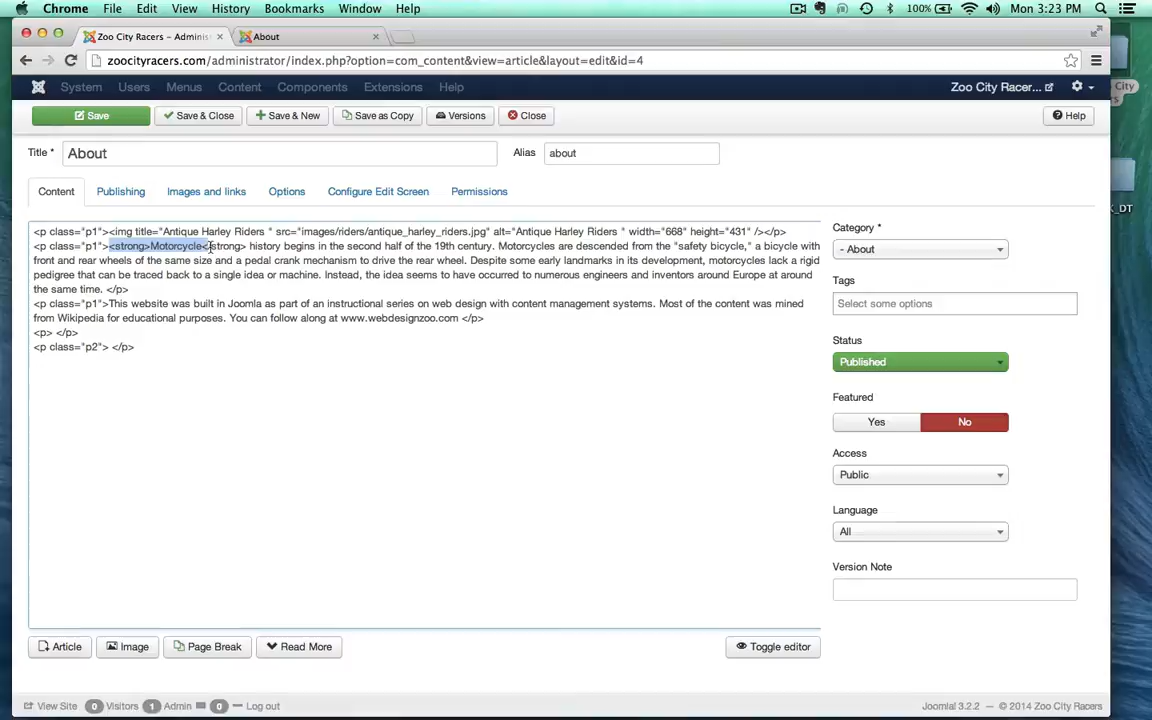 Chrome File Edit View History Bookmarks Window Help 100% Mon 3:23 PM
Zoo City Racers – Adminis About
zoocityracers.com/administrator/index.php?option=com_content&view=article&layout=edit&id=4
System Users Menus Content Components Extensions Help Zoo City Racer...
Save Save & Close Save & New Save as Copy Versions Close Help
Title * About Alias about
Content Publishing Images and links Options Configure Edit Screen Permissions
<p class="p1"><img title="Antique Harley Riders " src="images/riders/antique_harley_riders.jpg" alt="Antique Harley Riders " width="668" height="431" /></p>
<p class="p1"><strong>Motorcycle</strong> history begins in the second half of the 19th century. Motorcycles are descended from the "safety bicycle," a bicycle with
front and rear wheels of the same size and a pedal crank mechanism to drive the rear wheel. Despite some early landmarks in its development, motorcycles lack a rigid
pedigree that can be traced back to a single idea or machine. Instead, the idea seems to have occurred to numerous engineers and inventors around Europe at around
the same time. </p>
<p class="p1">This website was built in Joomla as part of an instructional series on web design with content management systems. Most of the content was mined
from Wikipedia for educational purposes. You can follow along at www.webdesignzoo.com </p>
<p> </p>
<p class="p2"> </p>
Category *
- About
Tags
Select some options
Status
Published
Featured
Yes No
Access
Public
Language
All
Version Note
Article Image Page Break Read More Toggle editor
View Site 0 Visitors 1 Admin 0 Log out Joomla! 3.2.2 — © 2014 Zoo City Racers